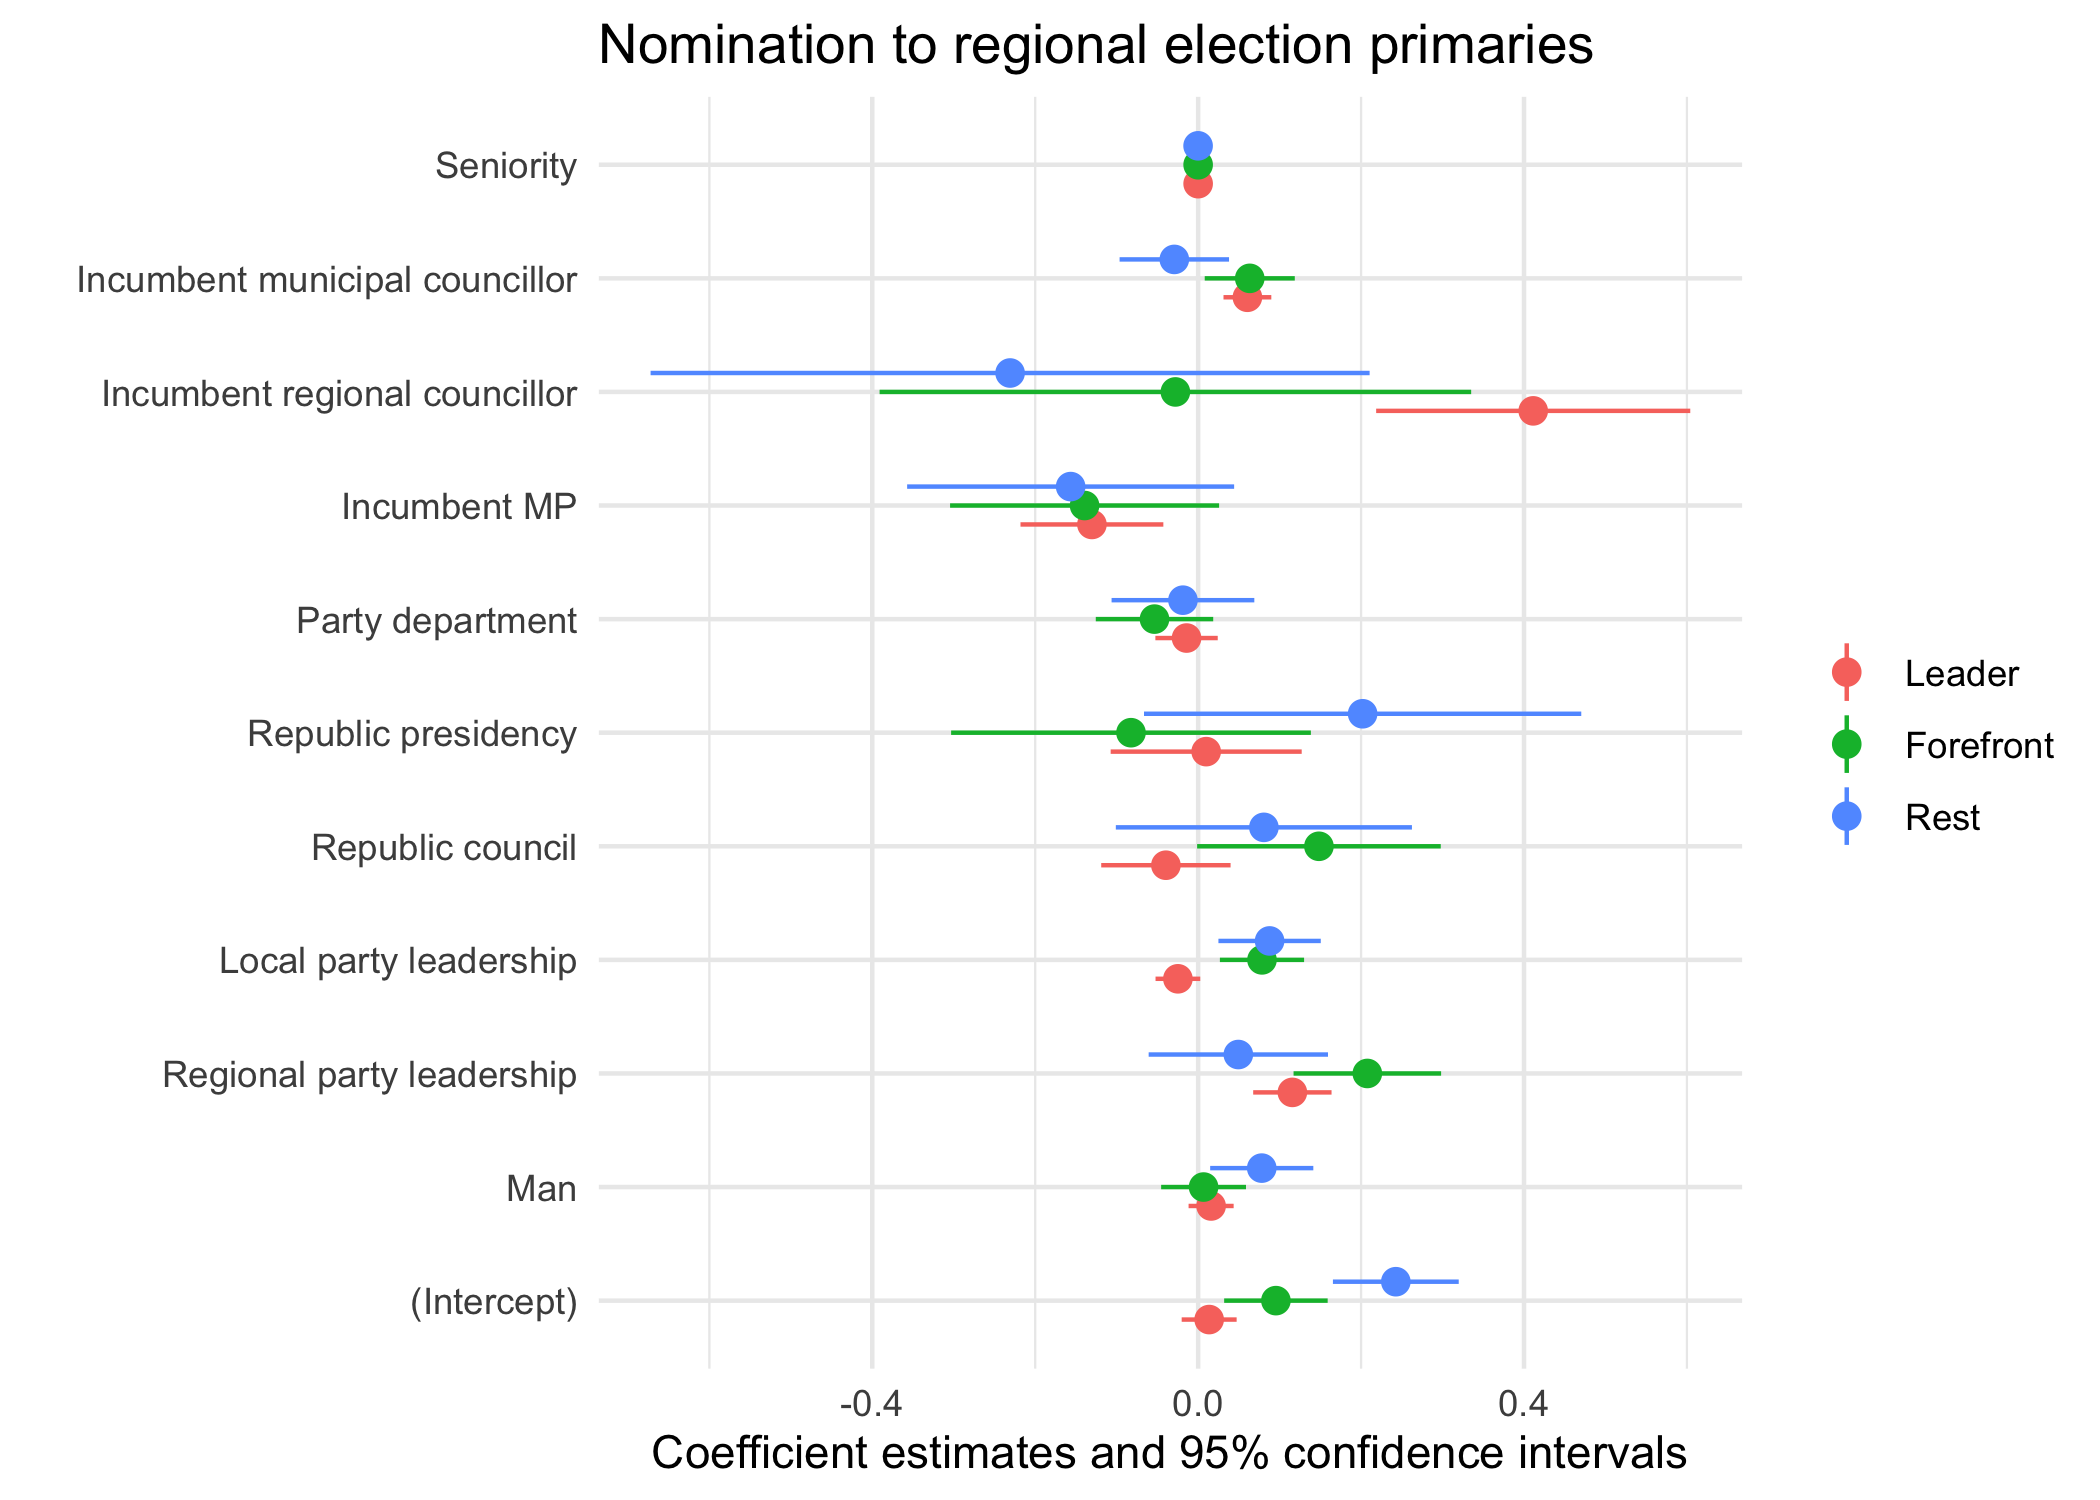 Nomination to regional election primaries
Seniority
Incumbent municipal councillor
Incumbent regional councillor
Incumbent MP
Party department
Republic presidency
Republic council
Local party leadership
Regional party leadership
Man
(Intercept)
-0.4
0.0
0.4
Coefficient estimates and 95% confidence intervals
Leader
Forefront
Rest